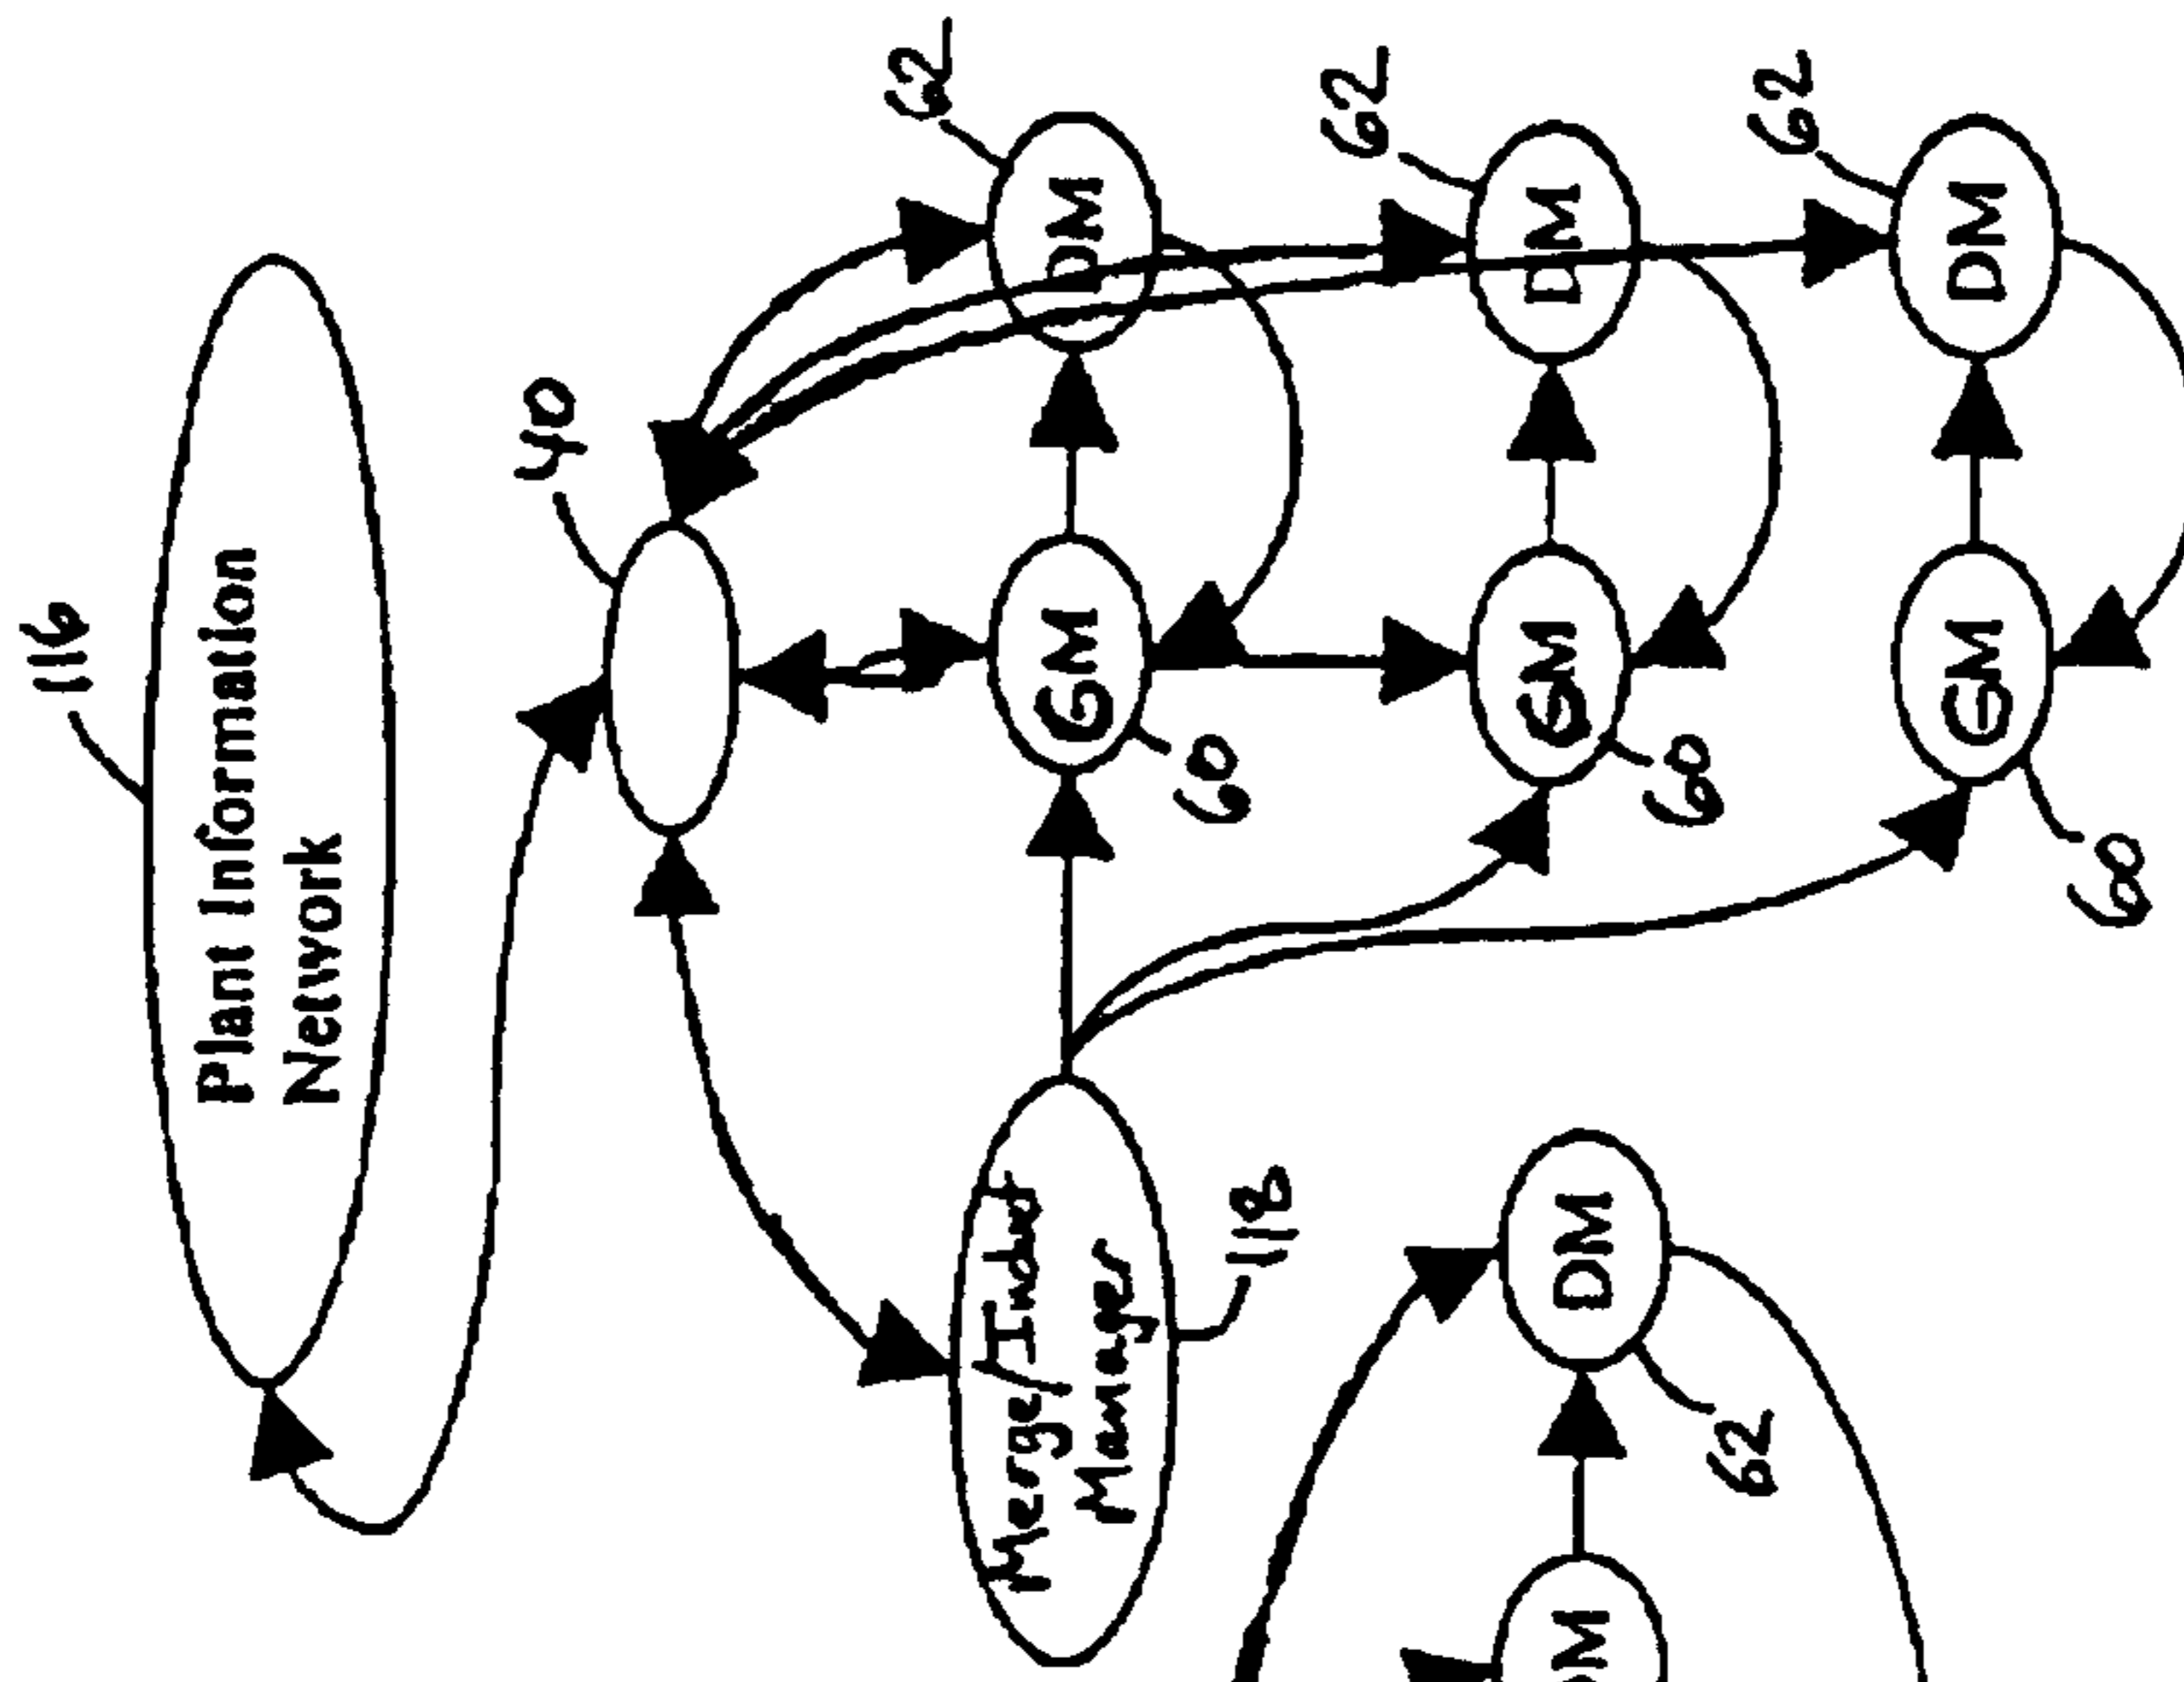 116
Plant Information
Network
40
62
DM
GM
60
Merge/Induct
Manager
118
62
DM
GM
60
DM
62
62
DM
GM
60